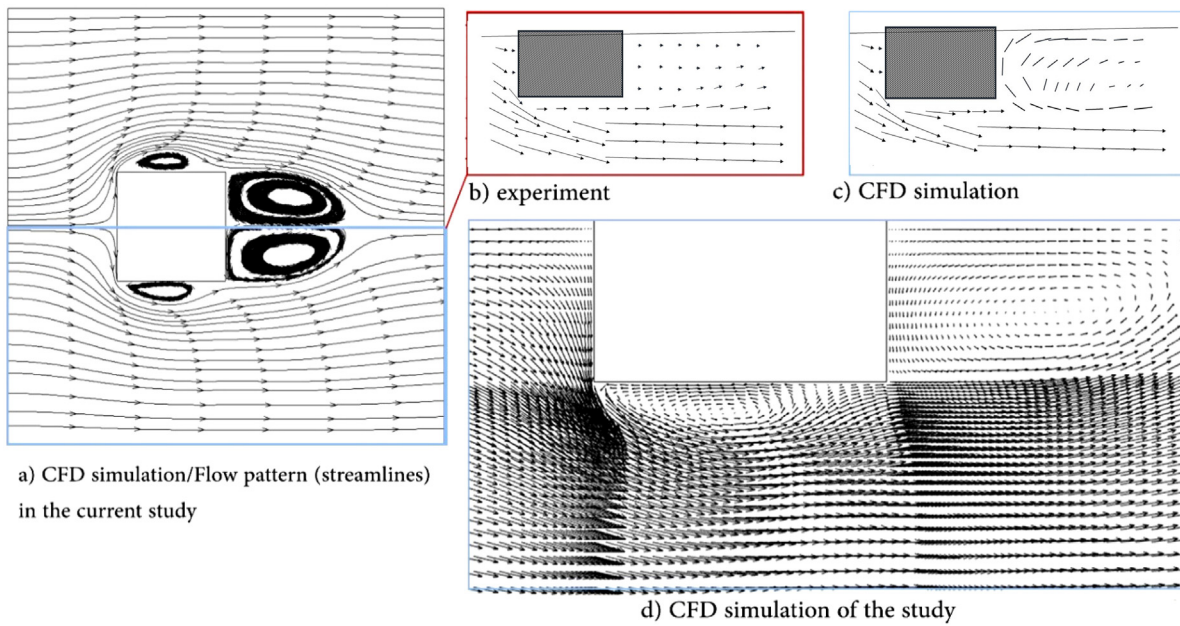 b) experiment
c) CFD simulation
a) CFD simulation/Flow pattern (streamlines)
in the current study
d) CFD simulation of the study